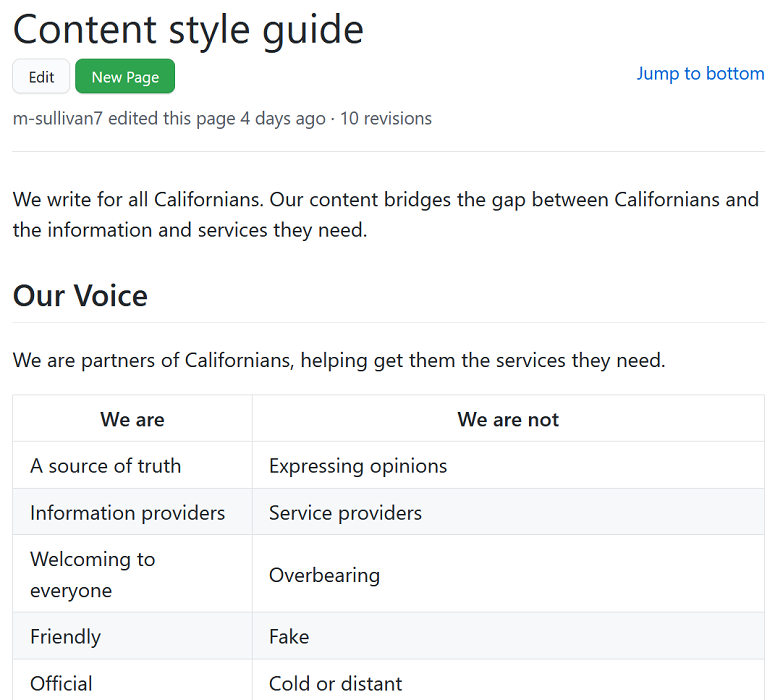 Content style guide
Edit
New Page
Jump to bottom
m-sullivan7 edited this page 4 days ago · 10 revisions
We write for all Californians. Our content bridges the gap between Californians and
the information and services they need.
Our Voice
We are partners of Californians, helping get them the services they need.
We are
We are not
A source of truth
Expressing opinions
Information providers
Service providers
Welcoming to
everyone
Overbearing
Friendly
Fake
Official
Cold or distant